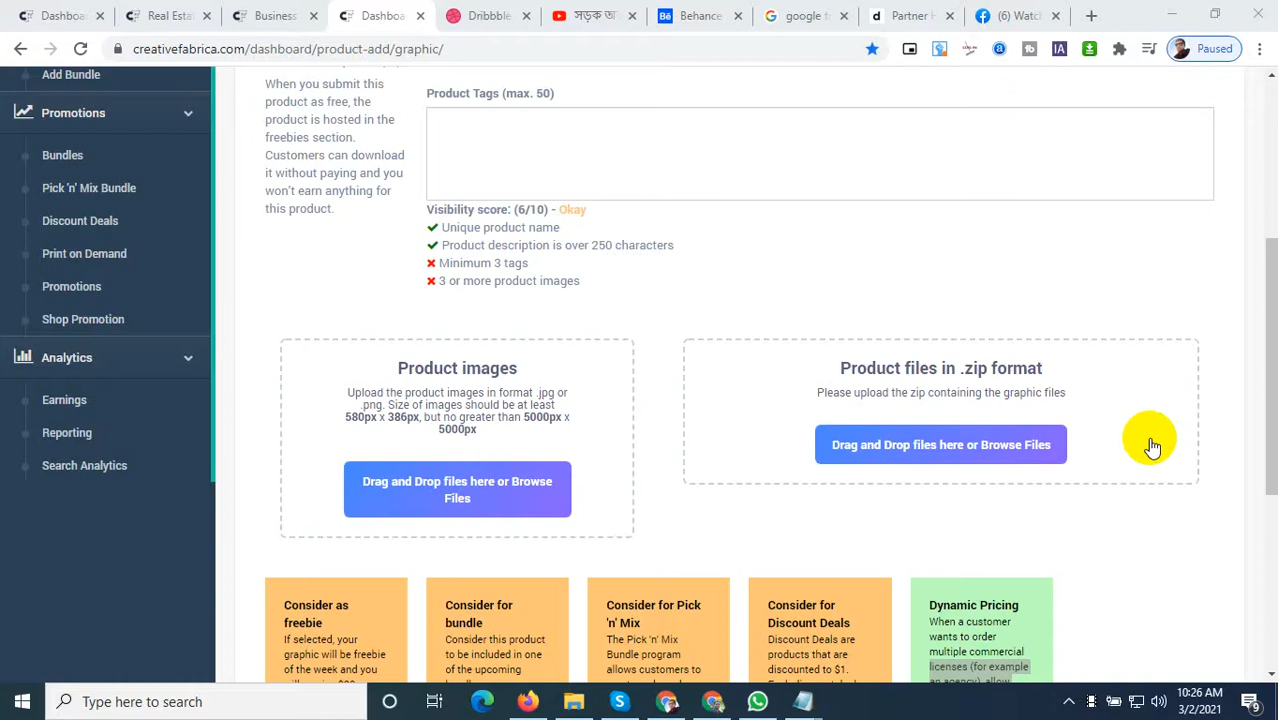 Dashboa
Real Estat
Business
Dashboa
Dribbble
সড়ক অ
Behance
google tr
Partner H
(6) Watch
creativefabrica.com/dashboard/product-add/graphic/
Paused
Add Bundle
Promotions
Bundles
Pick 'n' Mix Bundle
Discount Deals
Print on Demand
Promotions
Shop Promotion
Analytics
Earnings
Reporting
Search Analytics
When you submit this
product as free, the
product is hosted in the
freebies section.
Customers can download
it without paying and you
won't earn anything for
this product.
Product Tags (max. 50)
Visibility score: (6/10) - Okay
Unique product name
Product description is over 250 characters
Minimum 3 tags
3 or more product images
Product images
Upload the product images in format .jpg or
.png. Size of images should be at least
580px x 386px, but no greater than 5000px x
5000px
Drag and Drop files here or Browse
Files
Product files in .zip format
Please upload the zip containing the graphic files
Drag and Drop files here or Browse Files
Consider as
freebie
If selected, your
graphic will be freebie
of the week and you
Consider for
bundle
Consider this product
to be included in one
of the upcoming
Consider for Pick
'n' Mix
The Pick 'n' Mix
Bundle program
allows customers to
Consider for
Discount Deals
Discount Deals are
products that are
discounted to $1.
Dynamic Pricing
When a customer
wants to order
multiple commercial
licenses (for example
an agency), allow
Type here to search
10:26 AM
3/2/2021
9